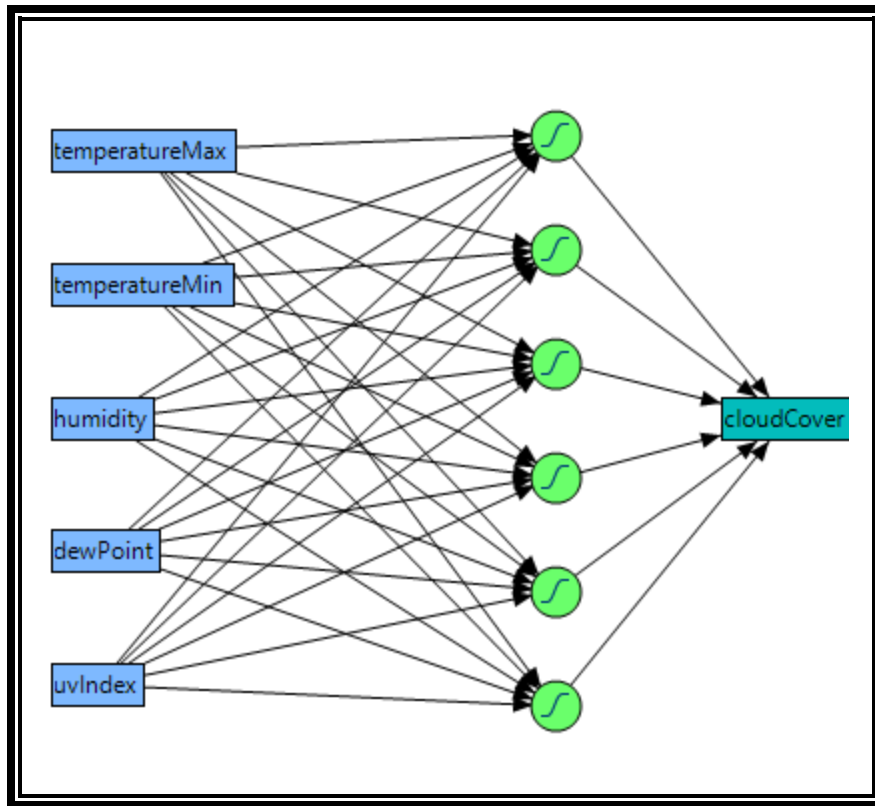 temperatureMax
temperatureMin
humidity
dewPoint
uvIndex
cloudCover